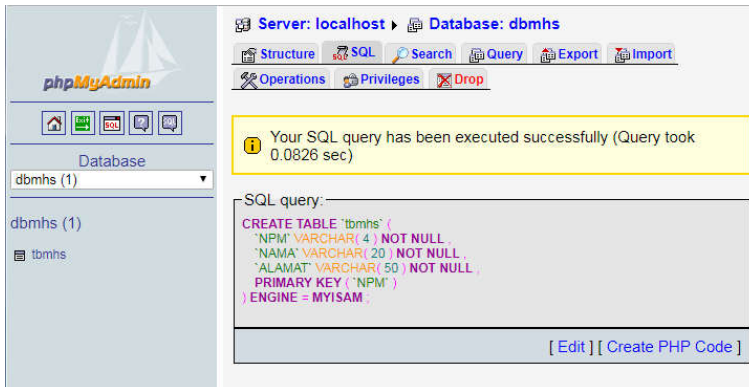 phpMyAdmin
SQL
Database
dbmhs (1)
dbmhs (1)
tbmhs
Server: localhost ▸ Database: dbmhs
Structure SQL Search Query Export Import
Operations Privileges Drop
Your SQL query has been executed successfully (Query took
0.0826 sec)
SQL query:
CREATE TABLE `tbmhs` (
`NPM` VARCHAR( 4 ) NOT NULL ,
`NAMA` VARCHAR( 20 ) NOT NULL ,
`ALAMAT` VARCHAR( 50 ) NOT NULL ,
PRIMARY KEY ( `NPM` )
) ENGINE = MYISAM ;
[ Edit ] [ Create PHP Code ]